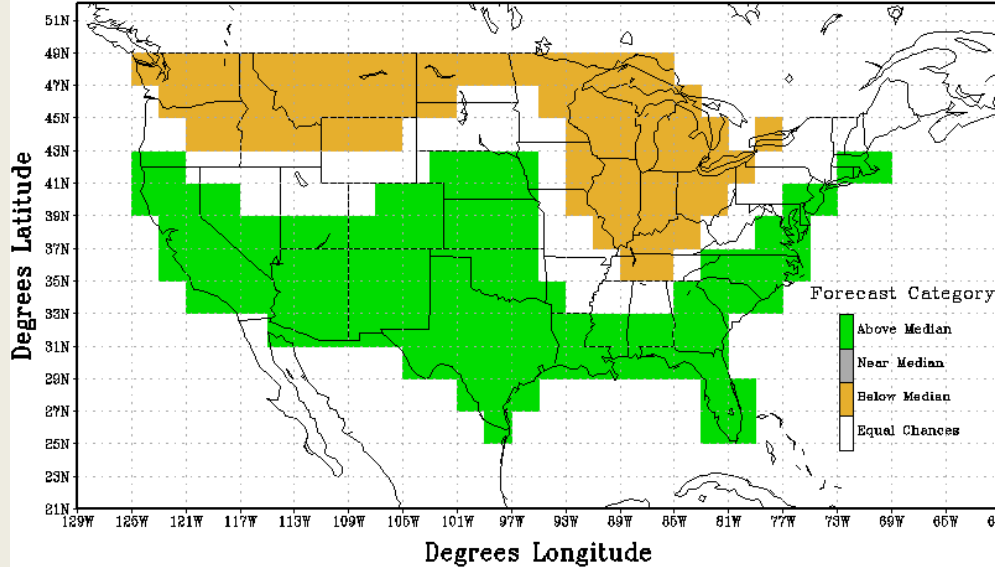 51N
49N
47N
45N
43N
41N
39N
37N
35N
33N
31N
29N
27N
25N
23N
21N
Degrees Latitude
Forecast Category
Above Median
Near Median
Below Median
Equal Chances
129W 125W 121W 117W 113W 109W 105W 101W 97W 93W 89W 85W 81W 77W 73W 69W 65W 6
Degrees Longitude